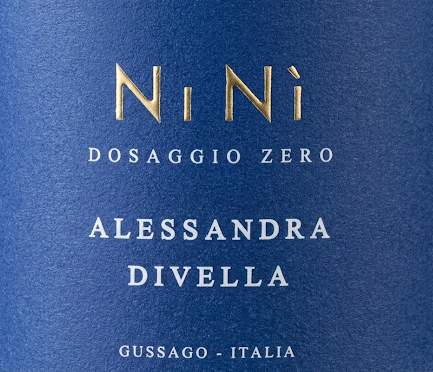 Ni Nì
DOSAGGIO ZERO
ALESSANDRA
DIVELLA
GUSSAGO - ITALIA